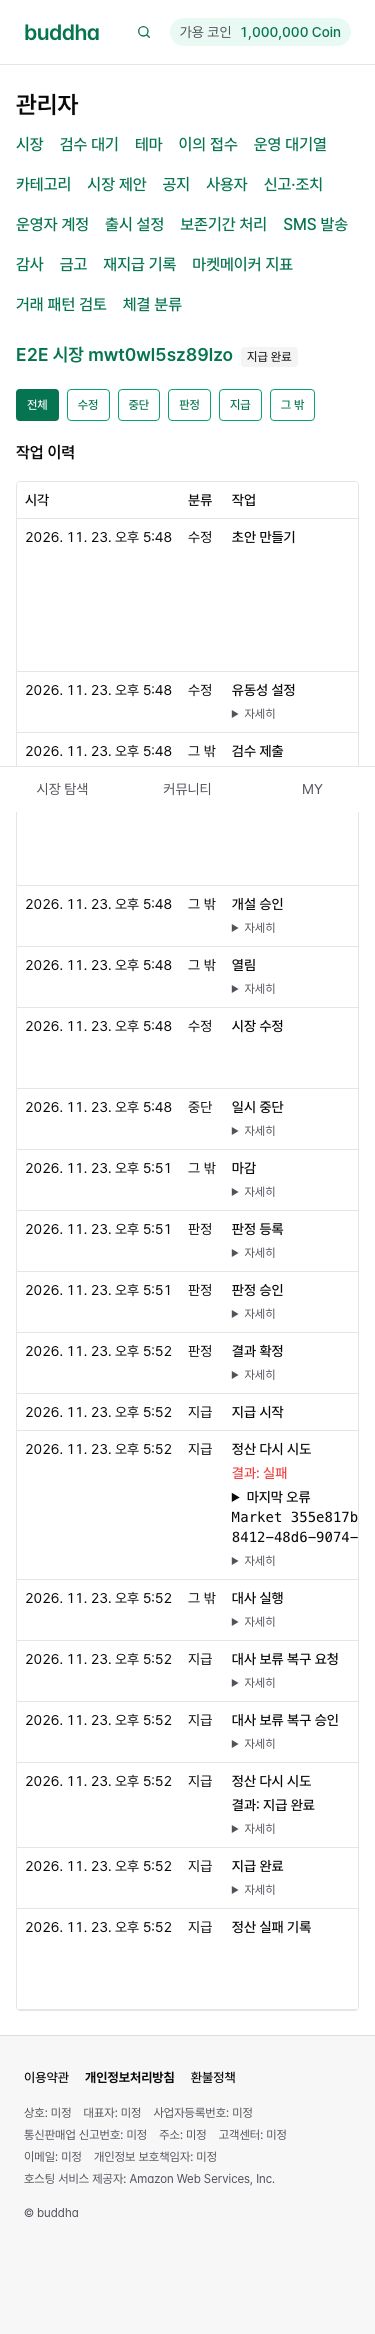 buddha
가용 코인 1,000,000 Coin
관리자
시장 검수 대기 테마 이의 접수 운영 대기열
카테고리 시장 제안 공지 사용자 신고·조치
운영자 계정 출시 설정 보존기간 처리 SMS 발송
감사 금고 재지급 기록 마켓메이커 지표
거래 패턴 검토 체결 분류
E2E 시장 mwt0wl5sz89lzo 지급 완료
전체 수정 중단 판정 지급 그 밖
작업 이력
시각 분류 작업
2026. 11. 23. 오후 5:48 수정 초안 만들기
2026. 11. 23. 오후 5:48 수정 유동성 설정
▶ 자세히
2026. 11. 23. 오후 5:48 그 밖 검수 제출
시장 탐색 커뮤니티 MY
2026. 11. 23. 오후 5:48 그 밖 개설 승인
▶ 자세히
2026. 11. 23. 오후 5:48 그 밖 열림
▶ 자세히
2026. 11. 23. 오후 5:48 수정 시장 수정
2026. 11. 23. 오후 5:48 중단 일시 중단
▶ 자세히
2026. 11. 23. 오후 5:51 그 밖 마감
▶ 자세히
2026. 11. 23. 오후 5:51 판정 판정 등록
▶ 자세히
2026. 11. 23. 오후 5:51 판정 판정 승인
▶ 자세히
2026. 11. 23. 오후 5:52 판정 결과 확정
▶ 자세히
2026. 11. 23. 오후 5:52 지급 지급 시작
2026. 11. 23. 오후 5:52 지급 정산 다시 시도
결과: 실패
▶ 마지막 오류
Market 355e817b
8412-48d6-9074-
▶ 자세히
2026. 11. 23. 오후 5:52 그 밖 대사 실행
▶ 자세히
2026. 11. 23. 오후 5:52 지급 대사 보류 복구 요청
▶ 자세히
2026. 11. 23. 오후 5:52 지급 대사 보류 복구 승인
▶ 자세히
2026. 11. 23. 오후 5:52 지급 정산 다시 시도
결과: 지급 완료
▶ 자세히
2026. 11. 23. 오후 5:52 지급 지급 완료
▶ 자세히
2026. 11. 23. 오후 5:52 지급 정산 실패 기록
이용약관 개인정보처리방침 환불정책
상호: 미정 대표자: 미정 사업자등록번호: 미정
통신판매업 신고번호: 미정 주소: 미정 고객센터: 미정
이메일: 미정 개인정보 보호책임자: 미정
호스팅 서비스 제공자: Amazon Web Services, Inc.
© buddha